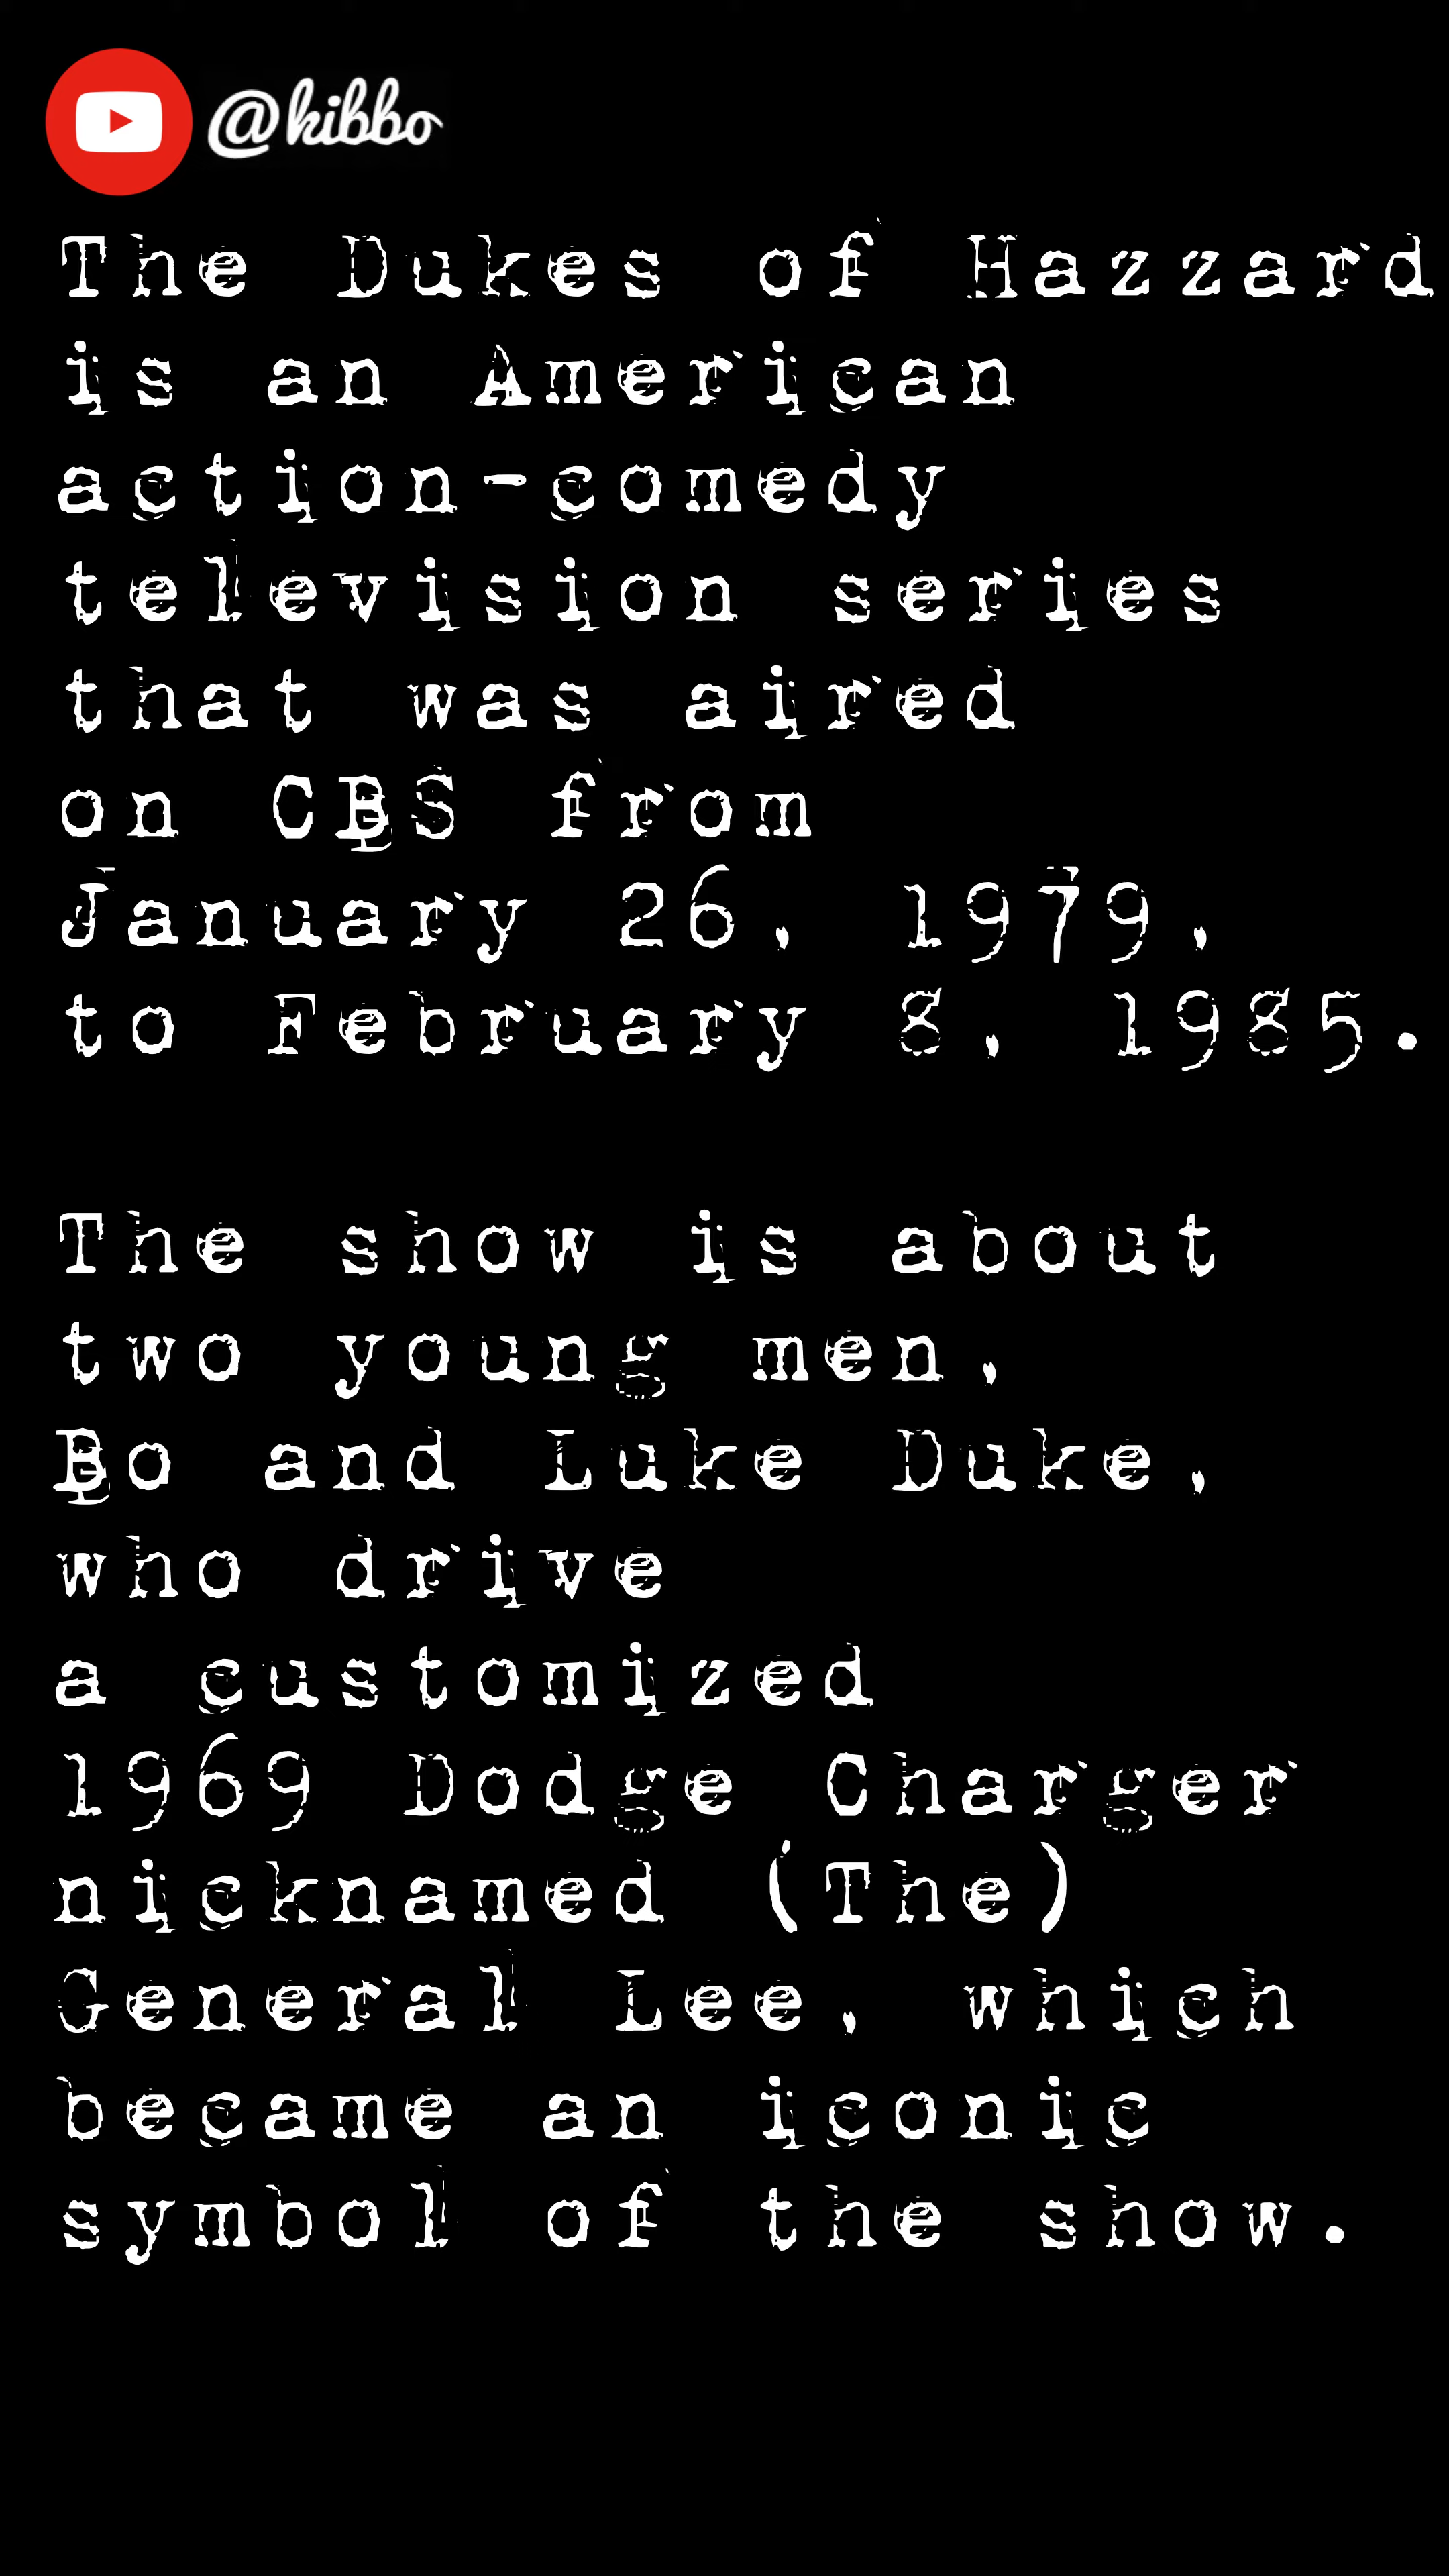 @kibbo
The Dukes of Hazzard
is an American
action-comedy
television series
that was aired
on CBS from
January 26, 1979,
to February 8, 1985.
The show is about
two young men,
Bo and Luke Duke,
who drive
a customized
1969 Dodge Charger
nicknamed (The)
General Lee, which
became an iconic
symbol of the show.